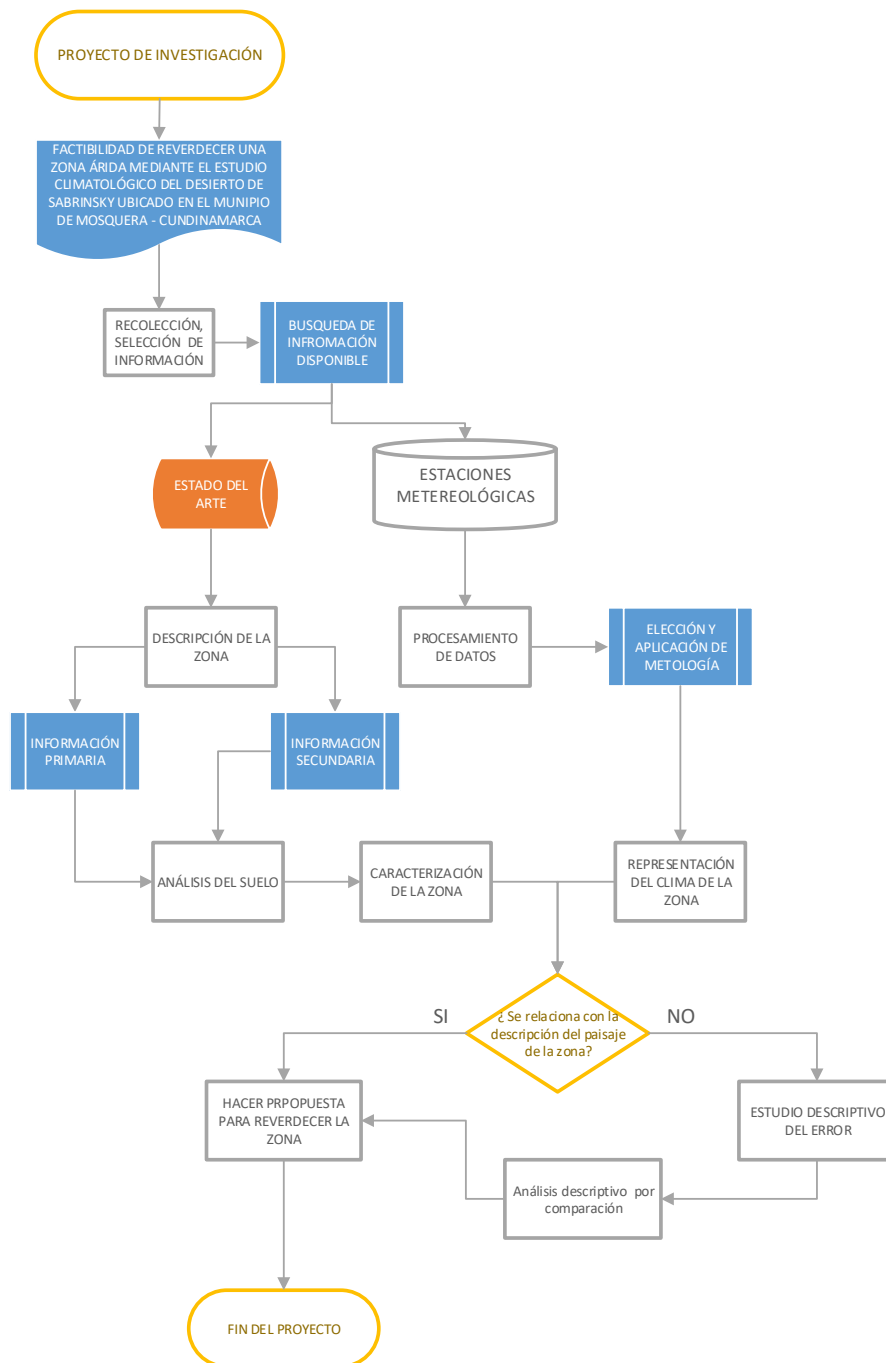 PROYECTO DE INVESTIGACIÓN
FACTIBILIDAD DE REVERDECER UNA
ZONA ÁRIDA MEDIANTE EL ESTUDIO
CLIMATOLÓGICO DEL DESIERTO DE
SABRINSKY UBICADO EN EL MUNIPIO
DE MOSQUERA - CUNDINAMARCA
RECOLECCIÓN,
SELECCIÓN DE
INFORMACIÓN
BUSQUEDA DE
INFROMACIÓN
DISPONIBLE
ESTADO DEL
ARTE
ESTACIONES
METEREOLÓGICAS
DESCRIPCIÓN DE LA
ZONA
PROCESAMIENTO
DE DATOS
ELECCIÓN Y
APLICACIÓN DE
METOLOGÍA
INFORMACIÓN
PRIMARIA
INFORMACIÓN
SECUNDARIA
ANÁLISIS DEL SUELO
CARACTERIZACIÓN
DE LA ZONA
REPRESENTACIÓN
DEL CLIMA DE LA
ZONA
SI
¿ Se relaciona con la
descripción del paisaje
de la zona?
NO
HACER PRPOPUESTA
PARA REVERDECER LA
ZONA
ESTUDIO DESCRIPTIVO
DEL ERROR
Análisis descriptivo por
comparación
FIN DEL PROYECTO